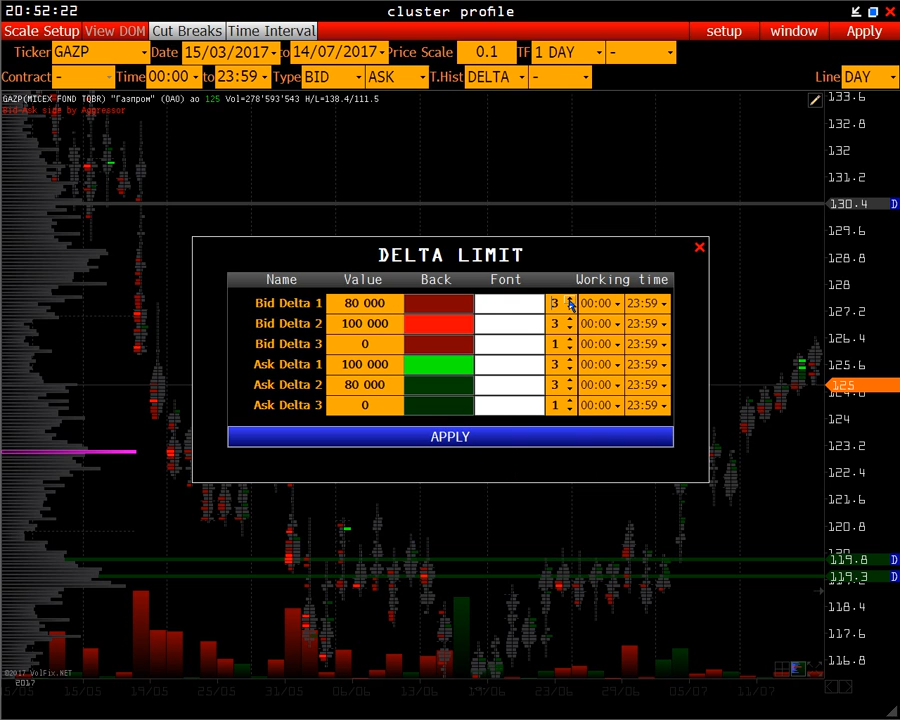 20:52:22 cluster profile
Scale Setup View DOM Cut Breaks Time Interval setup window Apply
Ticker GAZP Date 15/03/2017 to 14/07/2017 Price Scale 0.1 TF 1 DAY -
Contract - Time 00:00 to 23:59 Type BID ASK T.Hist DELTA - Line DAY
GAZP(MICEX FOND TQBR) "Газпром" (ОАО) ао 125 Vol=278'593'543 H/L=138.4/111.5
Bid-Ask side by Aggressor
133.6
132.8
132
131.2
130.4 D
129.6
128.8
128
127.2
126.4
125.6
125
124
123.2
122.4
121.6
120.8
119.8 D
119.3 D
118.4
117.6
116.8
DELTA LIMIT
Name Value Back Font Working time
Bid Delta 1 80 000 3 00:00 23:59
Bid Delta 2 100 000 3 00:00 23:59
Bid Delta 3 0 1 00:00 23:59
Ask Delta 1 100 000 3 00:00 23:59
Ask Delta 2 80 000 3 00:00 23:59
Ask Delta 3 0 1 00:00 23:59
APPLY
©2017 VolFix.NET
2017
15/05 19/05 25/05 31/05 06/06 13/06 19/06 23/06 29/06 05/07 11/07